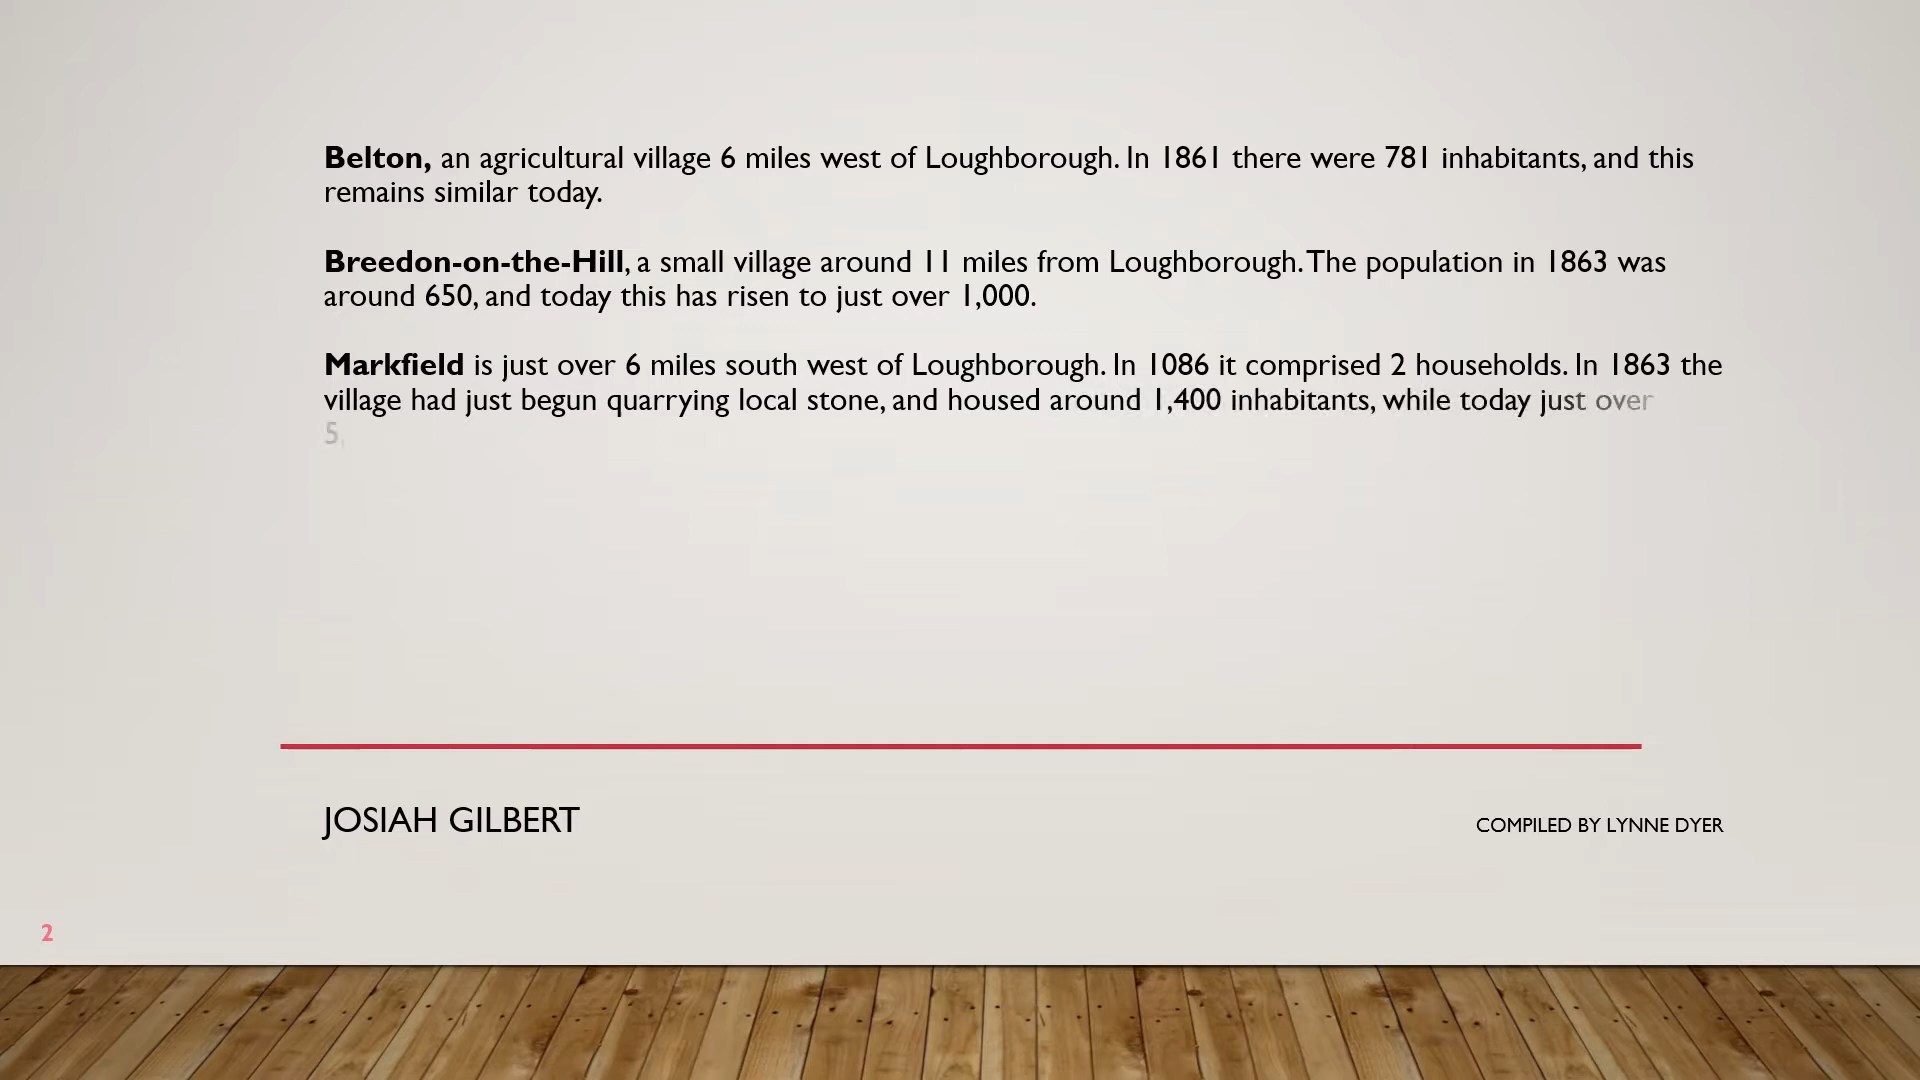 Belton, an agricultural village 6 miles west of Loughborough. In 1861 there were 781 inhabitants, and this
remains similar today.
Breedon-on-the-Hill, a small village around 11 miles from Loughborough. The population in 1863 was
around 650, and today this has risen to just over 1,000.
Markfield is just over 6 miles south west of Loughborough. In 1086 it comprised 2 households. In 1863 the
village had just begun quarrying local stone, and housed around 1,400 inhabitants, while today just over
5,
JOSIAH GILBERT
COMPILED BY LYNNE DYER
2